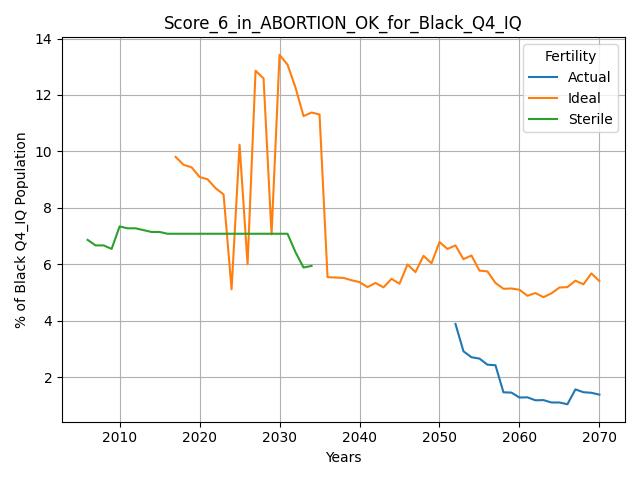 Score_6_in_ABORTION_OK_for_Black_Q4_IQ
% of Black Q4_IQ Population
14
12
10
8
6
4
2
Fertility
Actual
Ideal
Sterile
2010 2020 2030 2040 2050 2060 2070
Years